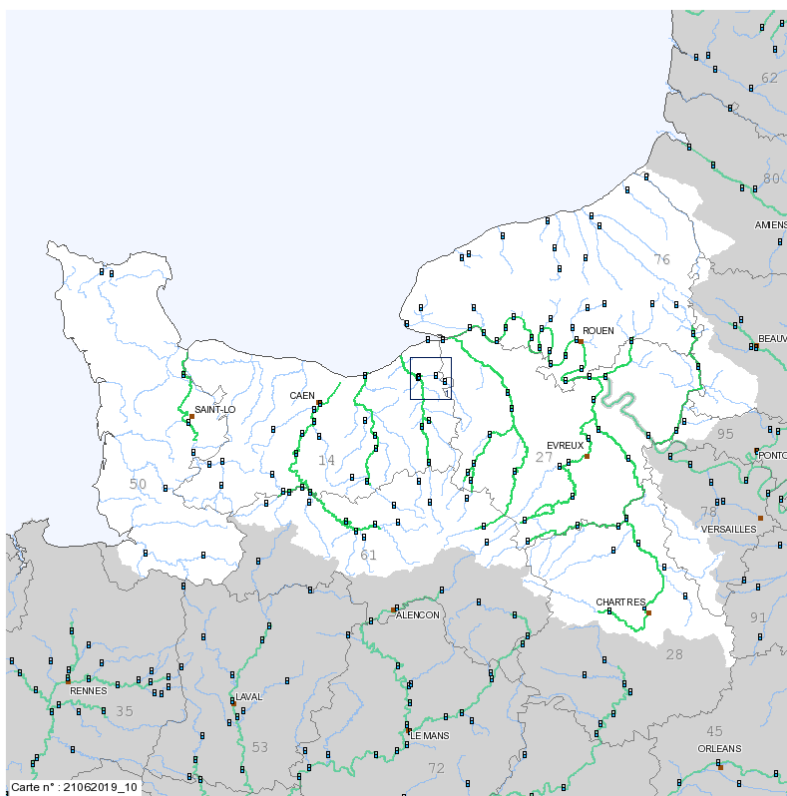 62
80
AMIENS
76
ROUEN
BEAUV
CAEN
1
SAINT-LO
95
EVREUX
PONTO
14
27
50
78
VERSAILLES
61
CHARTRES
ALENCON
91
28
RENNES
LAVAL
35
LE MANS
45
53
ORLEANS
72
Carte n° : 21062019_10